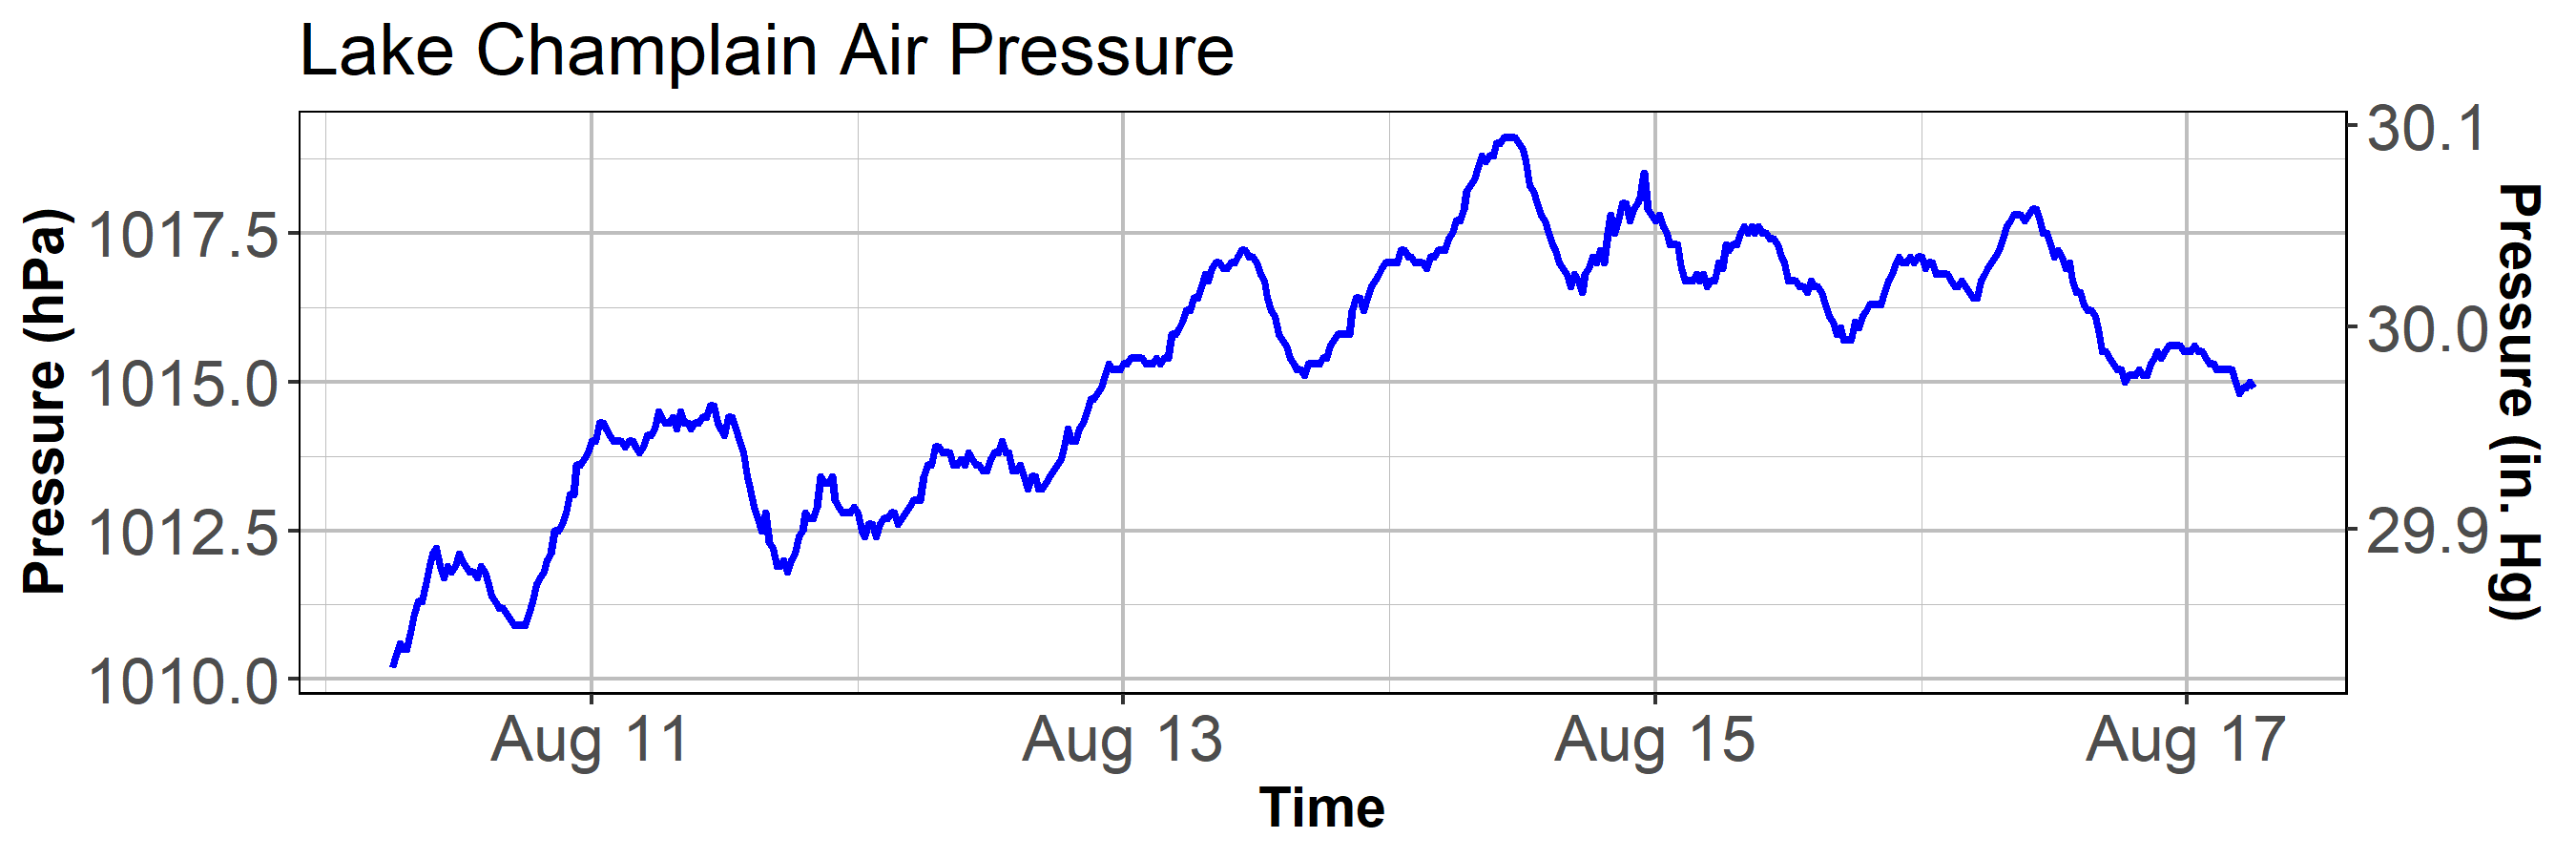 Lake Champlain Air Pressure
Pressure (hPa)
1017.5
1015.0
1012.5
1010.0
30.1
30.0
29.9
Pressure (in. Hg)
Aug 11
Aug 13
Aug 15
Aug 17
Time